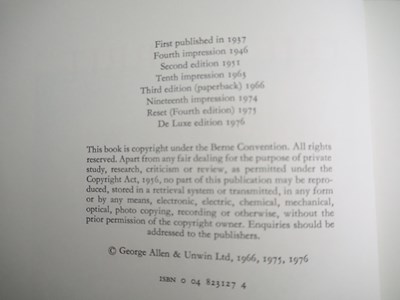 First published in 1937
Fourth impression 1946
Second edition 1951
Tenth impression 1965
Third edition (paperback) 1966
Nineteenth impression 1974
Reset (Fourth edition) 1975
De Luxe edition 1976
This book is copyright under the Berne Convention. All rights
reserved. Apart from any fair dealing for the purpose of private
study, research, criticism or review, as permitted under the
Copyright Act, 1956, no part of this publication may be repro-
duced, stored in a retrieval system or transmitted, in any form
or by any means, electronic, electric, chemical, mechanical,
optical, photo copying, recording or otherwise, without the
prior permission of the copyright owner. Enquiries should be
addressed to the publishers.
© George Allen & Unwin Ltd, 1966, 1975, 1976
ISBN 0 04 823127 4